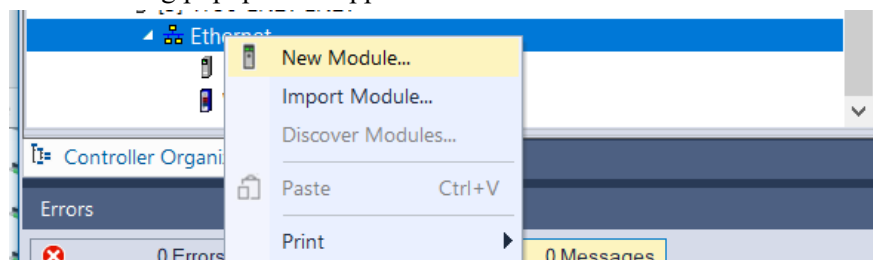 Ethernet
New Module...
Import Module...
Discover Modules...
Controller Organi
Paste Ctrl+V
Errors
Print
0 Errors
0 Messages